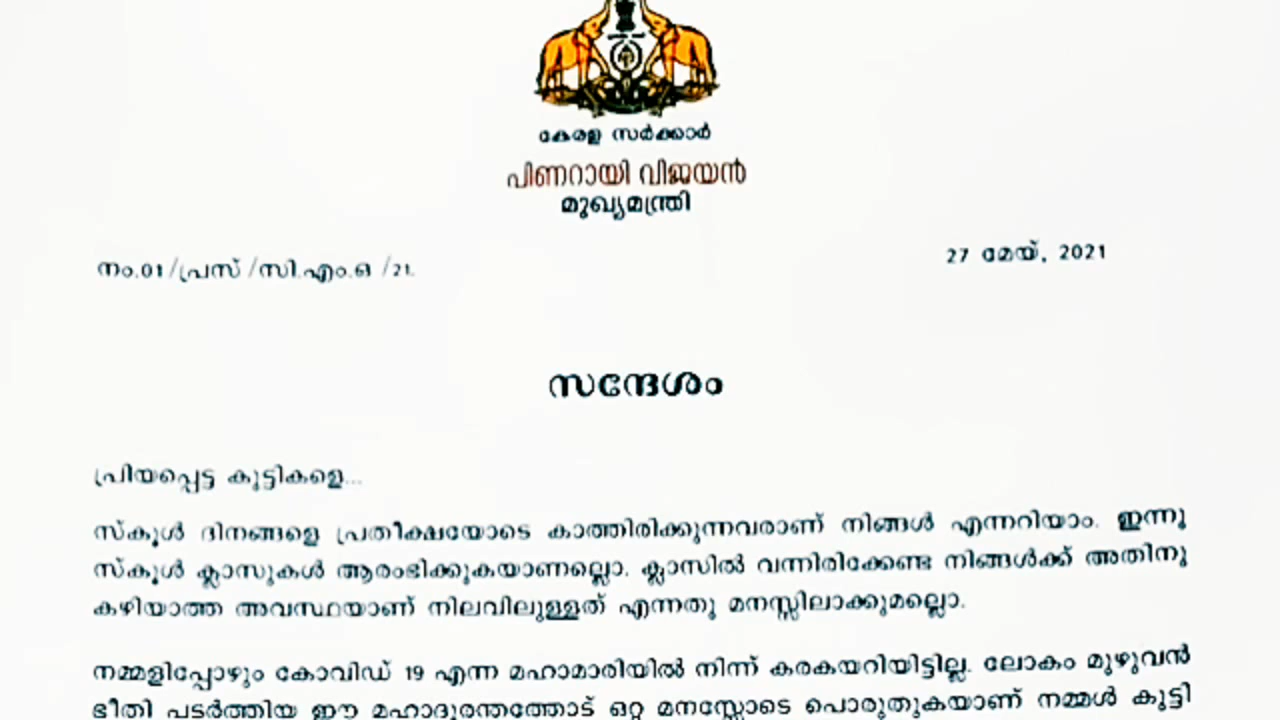 കേരള സർക്കാർ
പിണറായി വിജയൻ
മുഖ്യമന്ത്രി
നം.01/പ്രസ്/സി.എം.ഒ/21.
27 മേയ്, 2021
സന്ദേശം
പ്രിയപ്പെട്ട കുട്ടികളെ...
സ്കൂൾ ദിനങ്ങളെ പ്രതീക്ഷയോടെ കാത്തിരിക്കുന്നവരാണ് നിങ്ങൾ എന്നറിയാം. ഇന്നു
സ്കൂൾ ക്ലാസുകൾ ആരംഭിക്കുകയാണല്ലൊ. ക്ലാസിൽ വന്നിരിക്കേണ്ട നിങ്ങൾക്ക് അതിനു
കഴിയാത്ത അവസ്ഥയാണ് നിലവിലുള്ളത് എന്നതു മനസ്സിലാക്കുമല്ലൊ.
നമ്മളിപ്പോഴും കോവിഡ് 19 എന്ന മഹാമാരിയിൽ നിന്ന് കരകയറിയിട്ടില്ല. ലോകം മുഴുവൻ
ഭീതി പടർത്തിയ ഈ മഹാദുരന്തത്തോട് ഒറ്റ മനസ്സോടെ പൊരുതുകയാണ് നമ്മൾ കുട്ടി